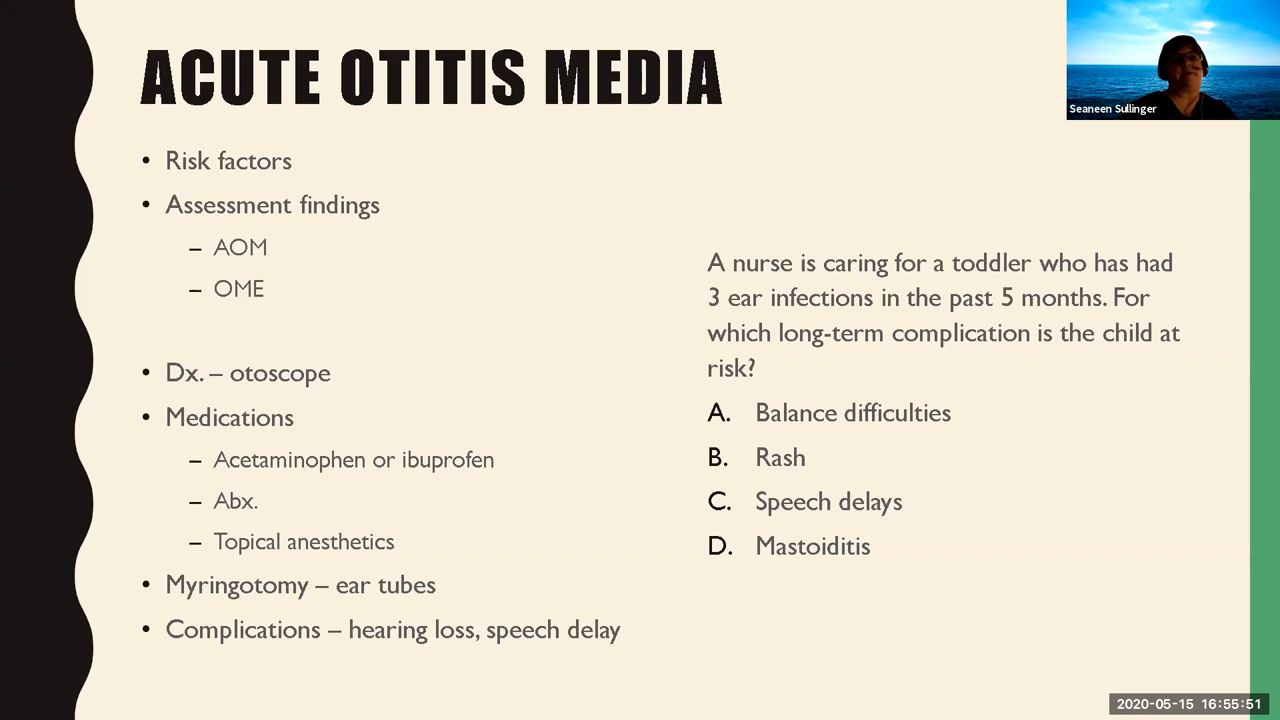 ACUTE OTITIS MEDIA
Seaneen Sullinger
• Risk factors
• Assessment findings
– AOM
– OME
• Dx. – otoscope
• Medications
– Acetaminophen or ibuprofen
– Abx.
– Topical anesthetics
• Myringotomy – ear tubes
• Complications – hearing loss, speech delay
A nurse is caring for a toddler who has had
3 ear infections in the past 5 months. For
which long-term complication is the child at
risk?
A. Balance difficulties
B. Rash
C. Speech delays
D. Mastoiditis
2020-05-15 16:55:51